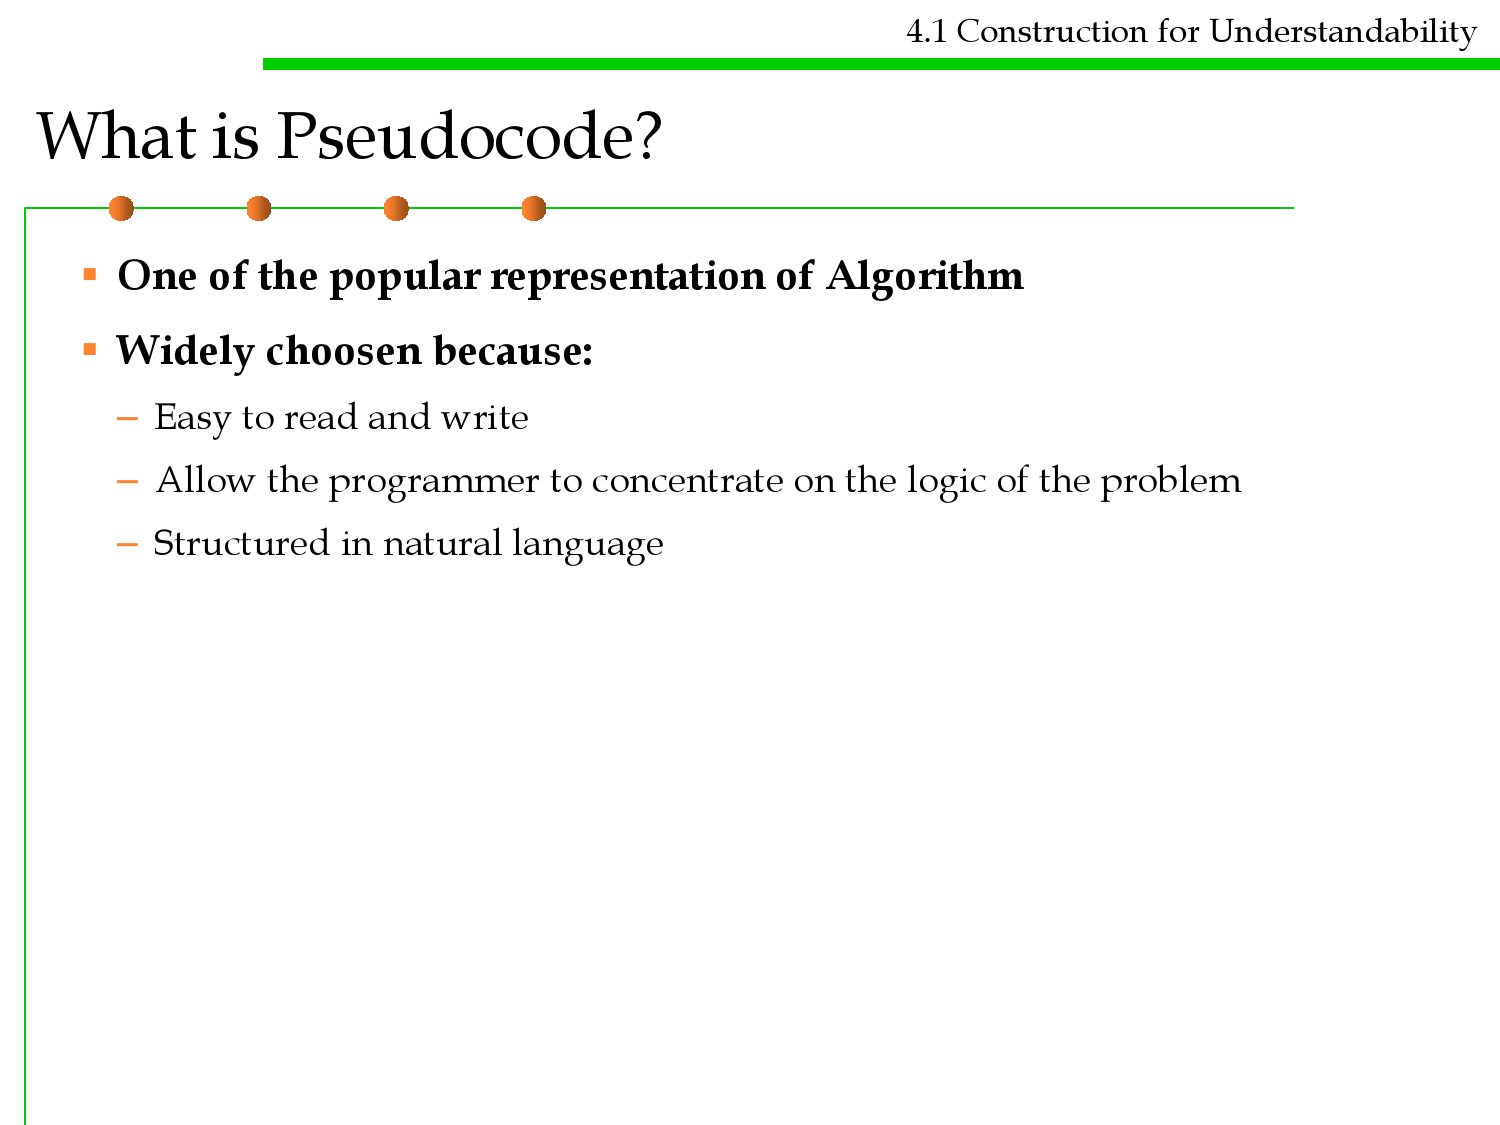 4.1 Construction for Understandability
What is Pseudocode?
▪ One of the popular representation of Algorithm
▪ Widely choosen because:
– Easy to read and write
– Allow the programmer to concentrate on the logic of the problem
– Structured in natural language